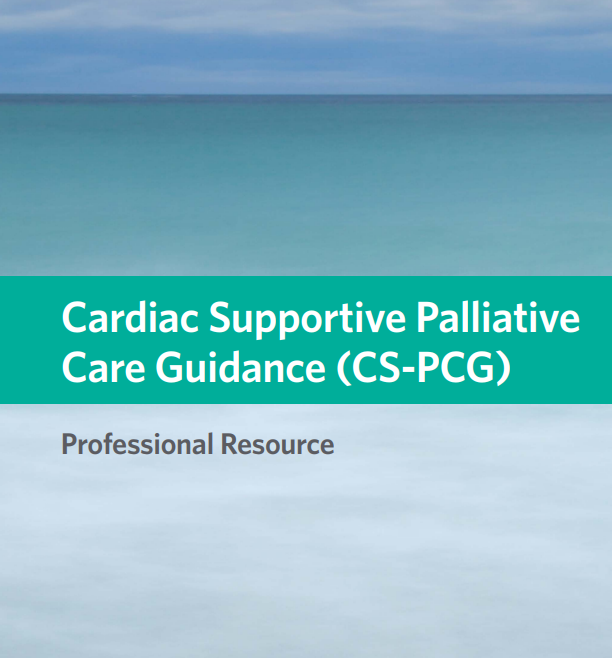 Cardiac Supportive Palliative
Care Guidance (CS-PCG)
Professional Resource